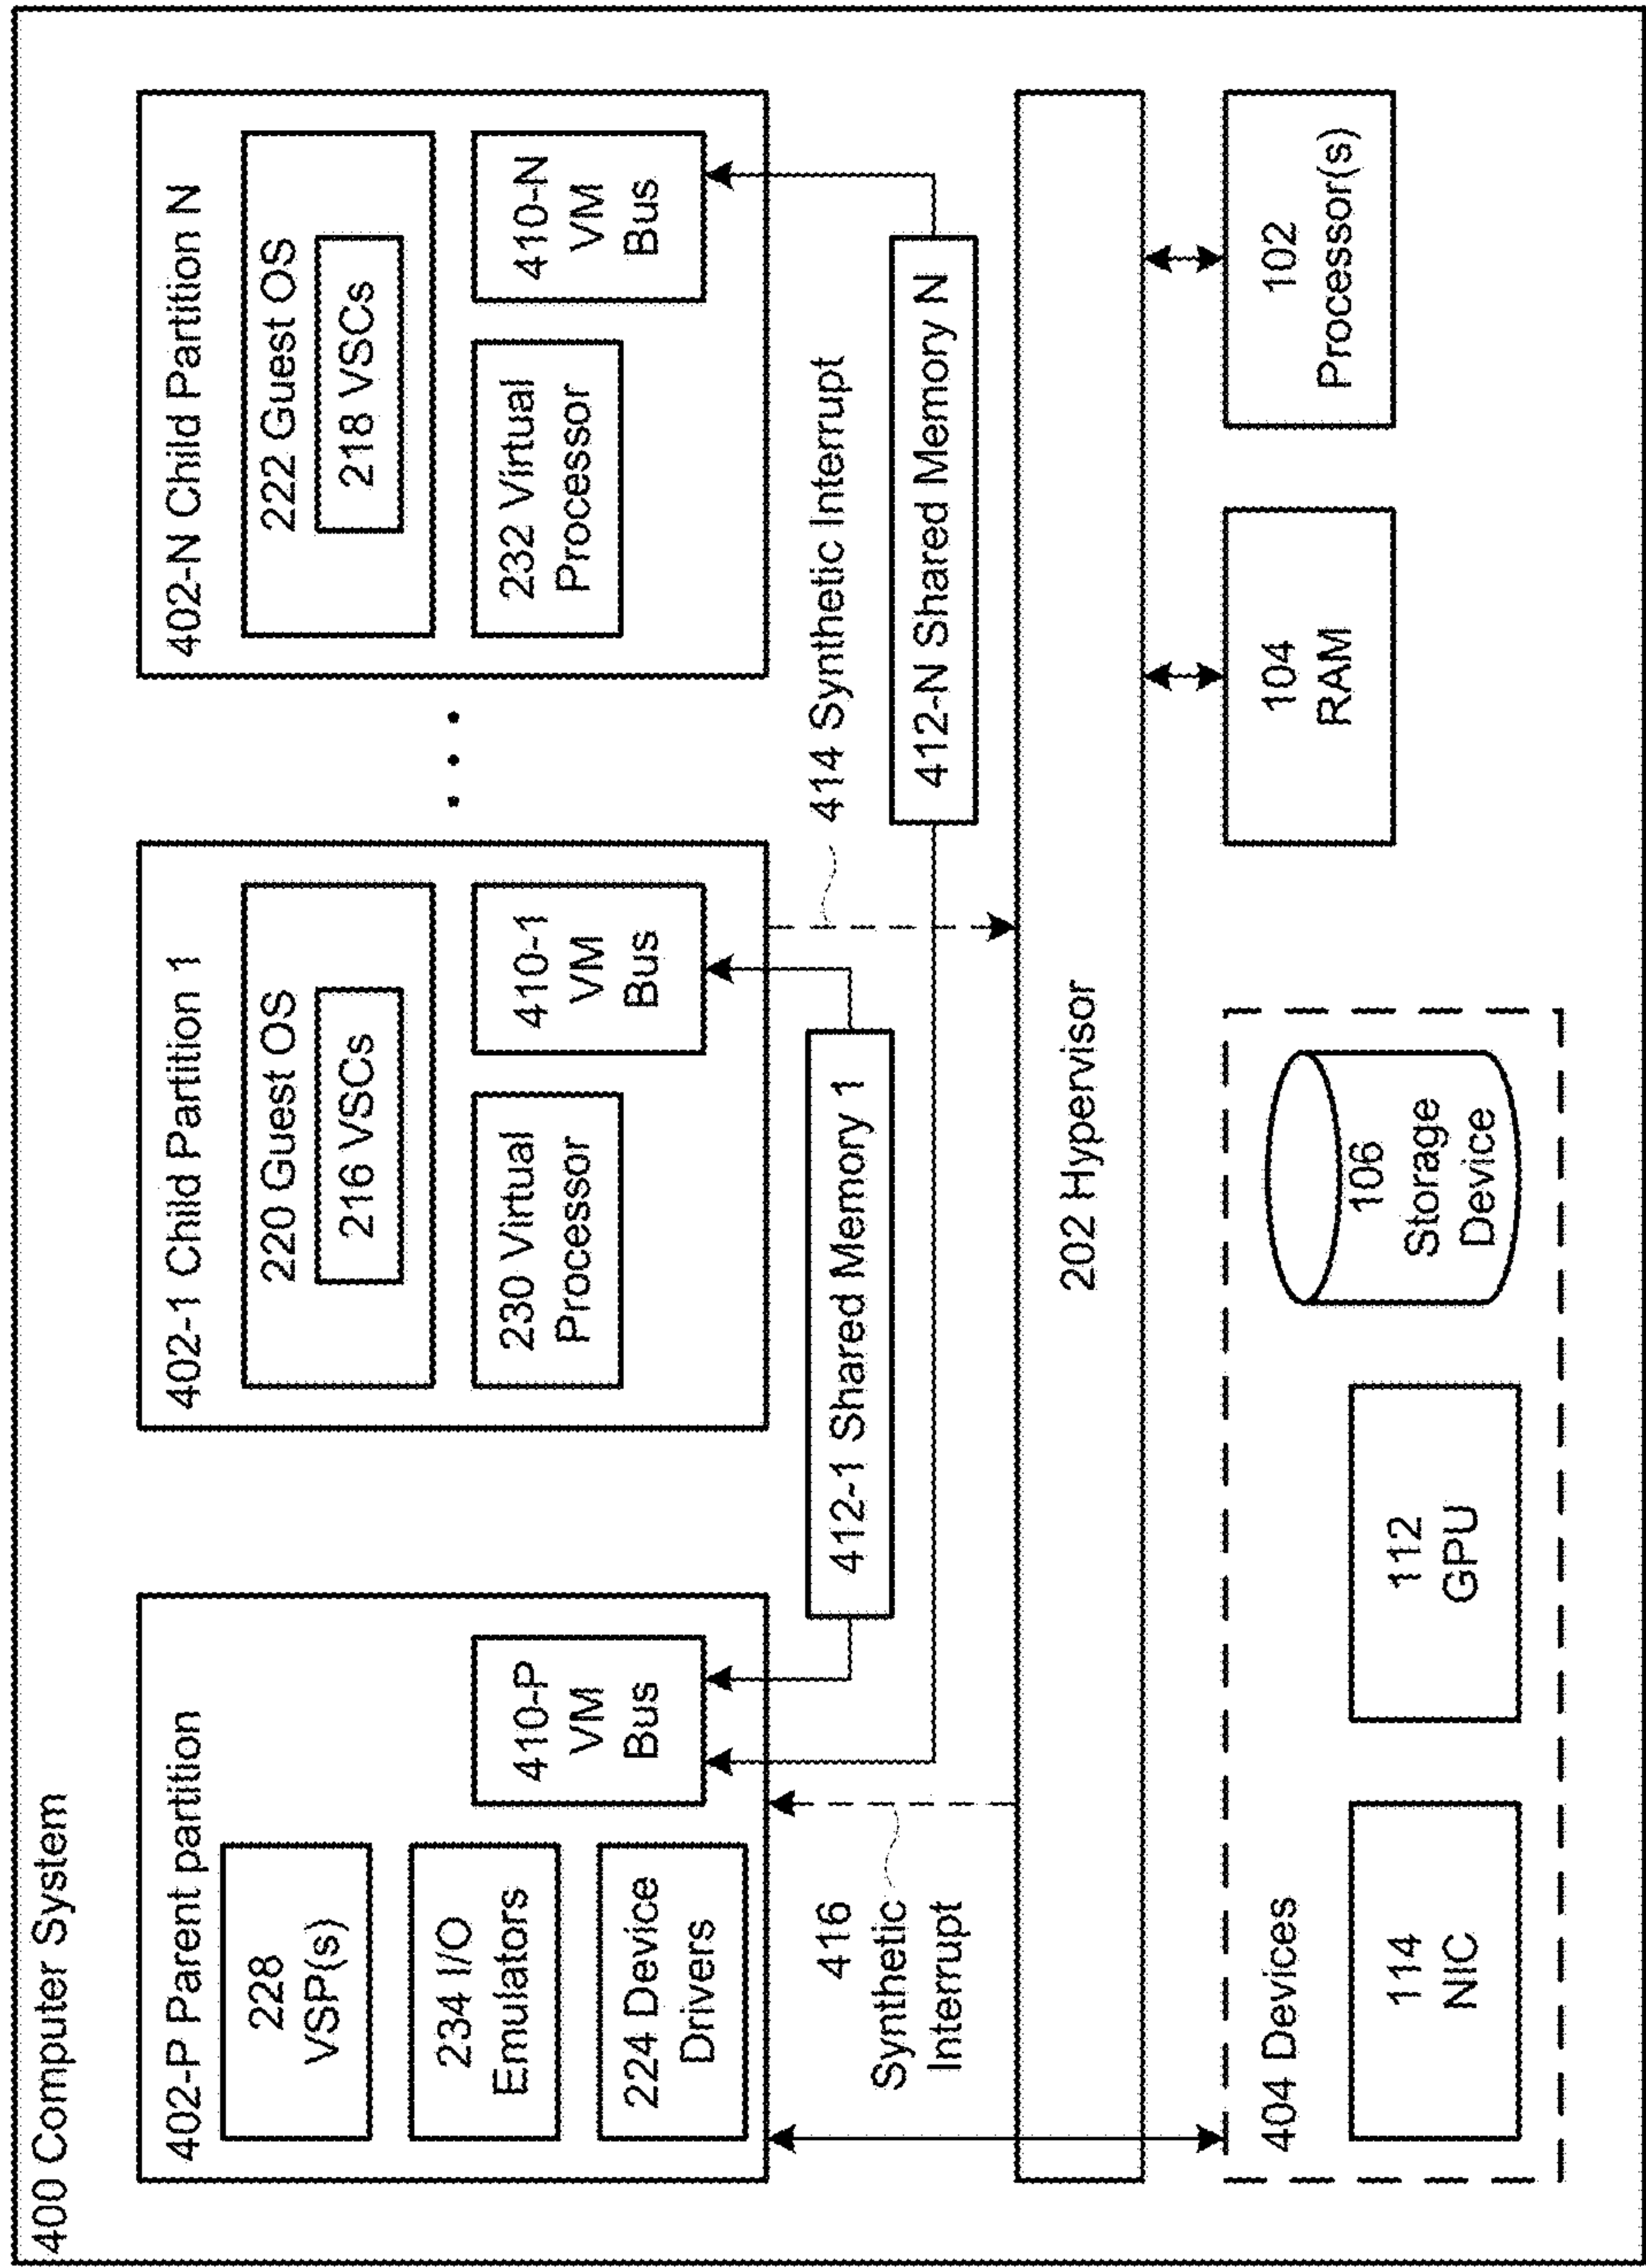 400 Computer System
402-P Parent partition
228
VSP(s)
234 I/O
Emulators
224 Device
Drivers
410-P
VM
Bus
402-1 Child Partition 1
220 Guest OS
216 VSCs
230 Virtual
Processor
410-1
VM
Bus
402-N Child Partition N
222 Guest OS
218 VSCs
232 Virtual
Processor
410-N
VM
Bus
412-1 Shared Memory 1
414 Synthetic Interrupt
412-N Shared Memory N
416
Synthetic
Interrupt
202 Hypervisor
404 Devices
114
NIC
112
GPU
106
Storage
Device
104
RAM
102
Processor(s)